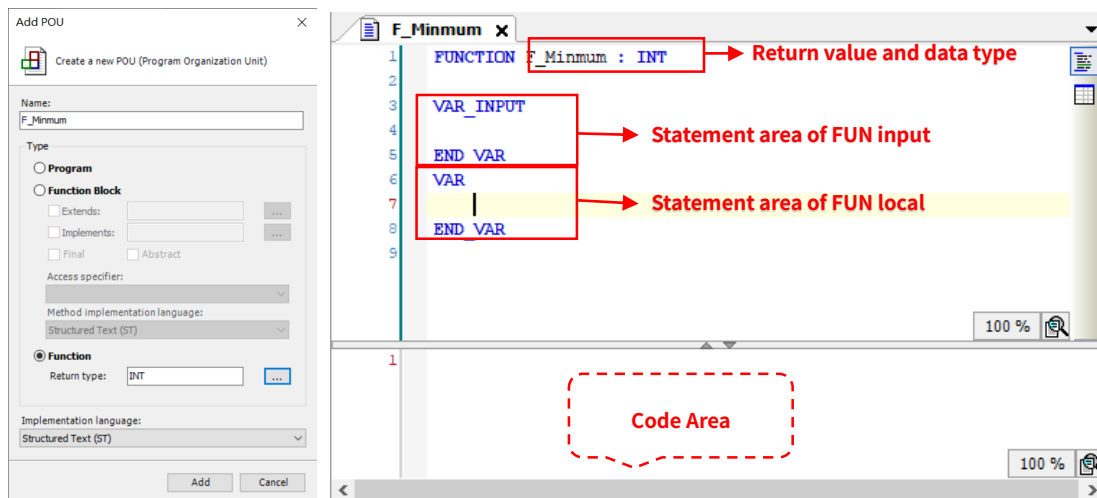 Add POU
Create a new POU (Program Organization Unit)
Name:
F_Minmum
Type
Program
Function Block
Extends:
...
Implements:
...
Final
Abstract
Access specifier:
Method implementation language:
Structured Text (ST)
Function
Return type:
INT
...
Implementation language:
Structured Text (ST)
Add
Cancel
F_Minmum x
1 FUNCTION F_Minmum : INT
Return value and data type
2
3 VAR_INPUT
4
Statement area of FUN input
5 END_VAR
6 VAR
7
Statement area of FUN local
8 END_VAR
9
100 %
1
Code Area
100 %